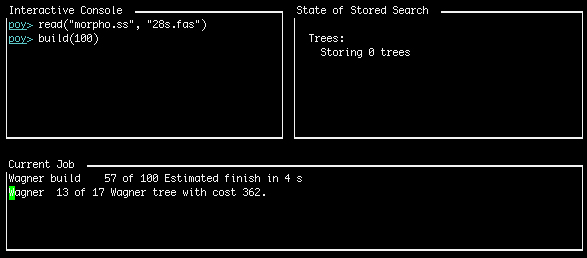 Interactive Console
poy> read("morpho.ss", "28s.fas")
poy> build(100)
State of Stored Search
Trees:
Storing 0 trees
Current Job
Wagner build    57 of 100 Estimated finish in 4 s
Wagner  13 of 17 Wagner tree with cost 362.